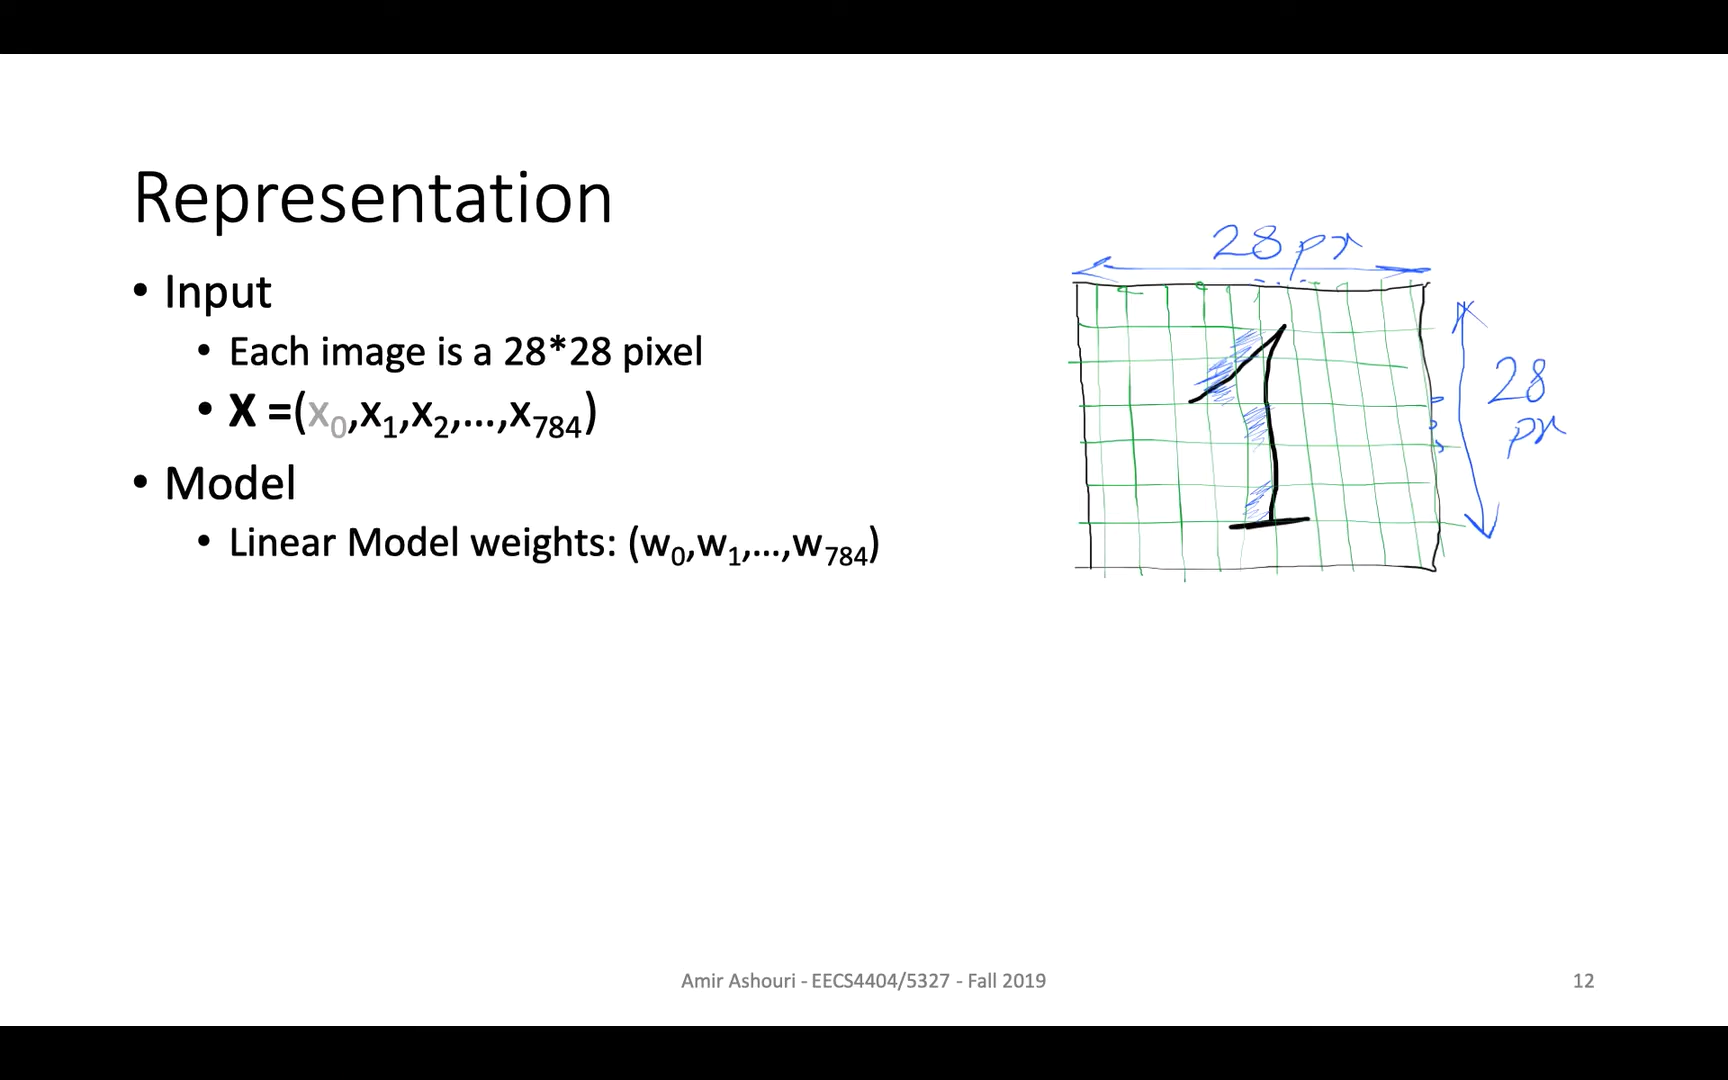 Representation
• Input
• Each image is a 28*28 pixel
• X =(x₀,x₁,x₂,...,x₇₈₄)
• Model
• Linear Model weights: (w₀,w₁,...,w₇₈₄)
28 px
1
28
px
Amir Ashouri - EECS4404/5327 - Fall 2019
12